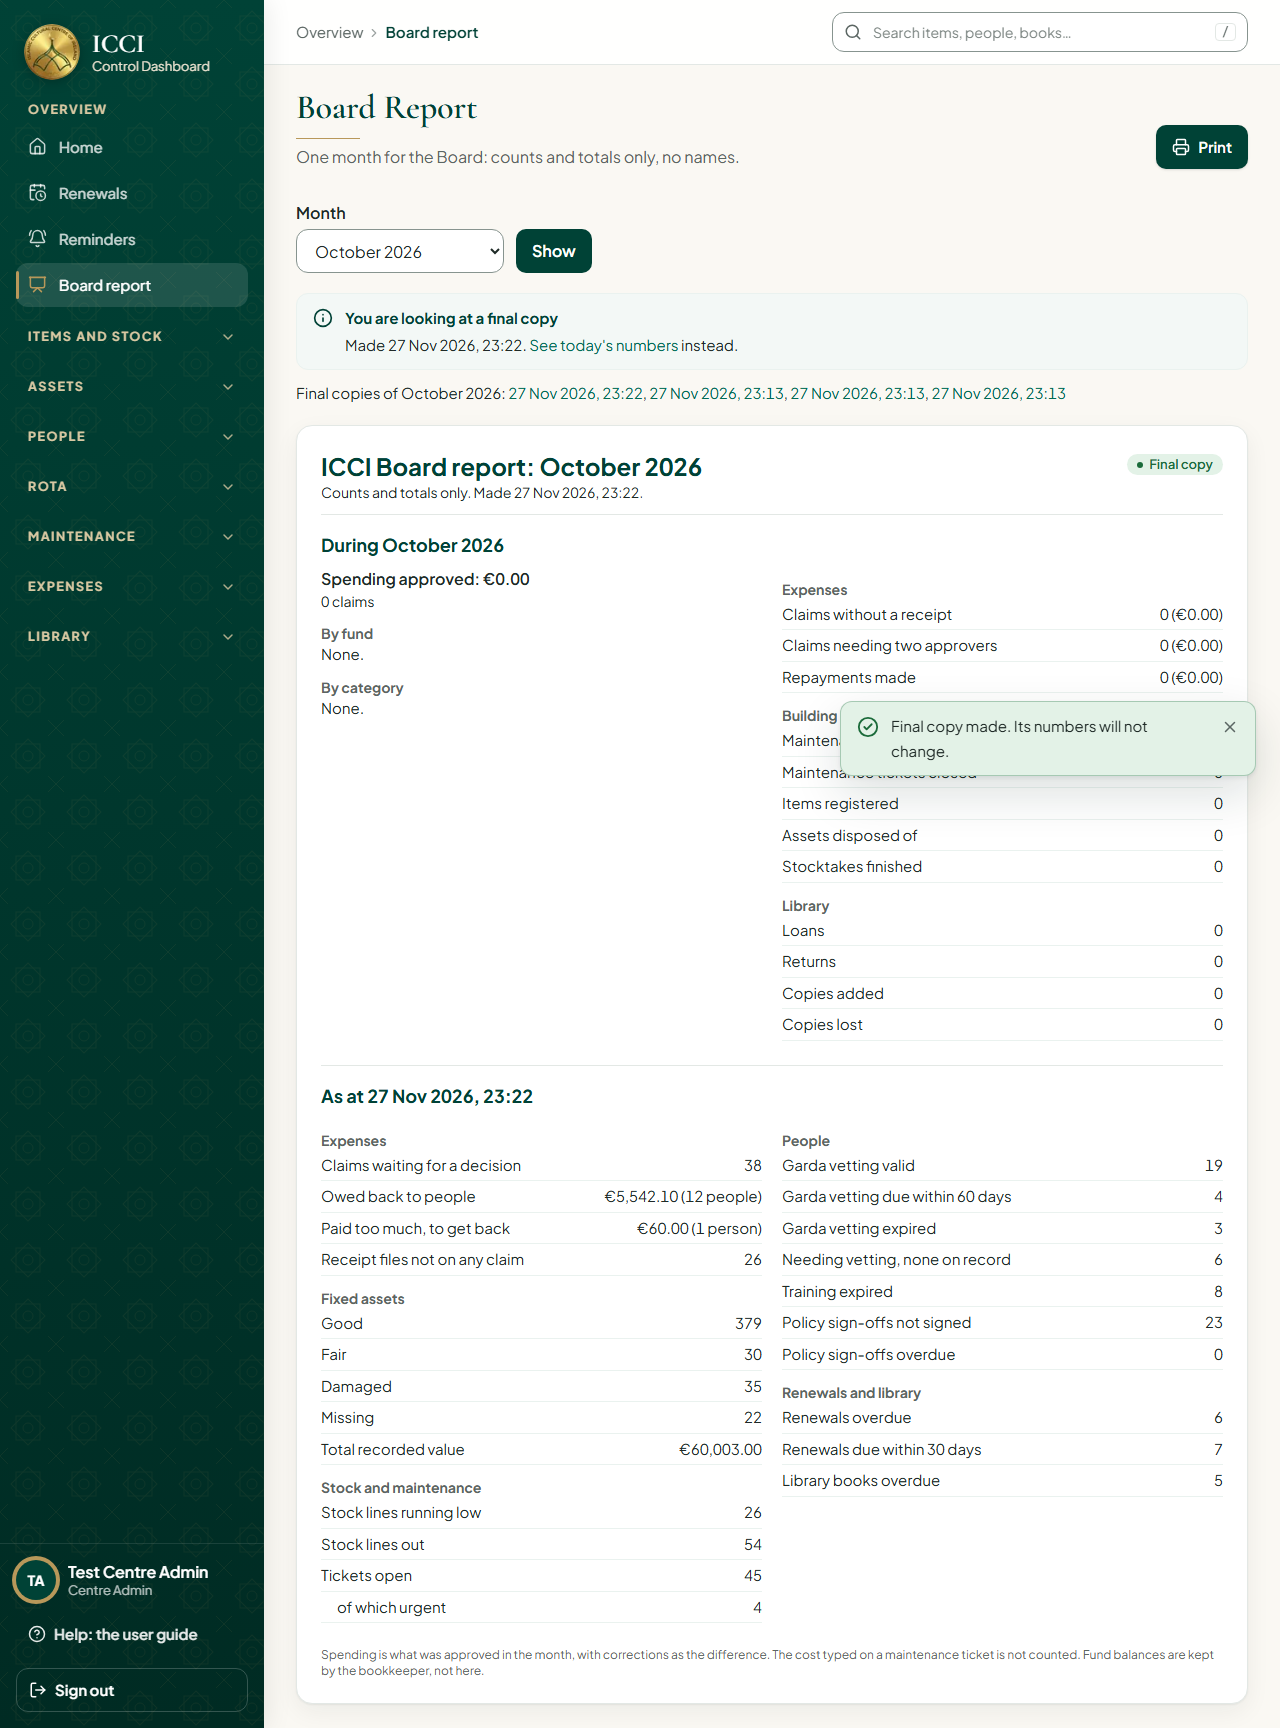 ICCI
Control Dashboard
OVERVIEW
Home
Renewals
Reminders
Board report
ITEMS AND STOCK
ASSETS
PEOPLE
ROTA
MAINTENANCE
EXPENSES
LIBRARY
TA
Test Centre Admin
Centre Admin
Help: the user guide
Sign out
Overview > Board report
Search items, people, books... /
Board Report
One month for the Board: counts and totals only, no names.
Print
Month
October 2026
Show
You are looking at a final copy
Made 27 Nov 2026, 23:22. See today's numbers instead.
Final copies of October 2026: 27 Nov 2026, 23:22, 27 Nov 2026, 23:13, 27 Nov 2026, 23:13, 27 Nov 2026, 23:13
ICCI Board report: October 2026
Final copy
Counts and totals only. Made 27 Nov 2026, 23:22.
During October 2026
Spending approved: €0.00
0 claims
By fund
None.
By category
None.
Expenses
Claims without a receipt 0 (€0.00)
Claims needing two approvers 0 (€0.00)
Repayments made 0 (€0.00)
Building
Final copy made. Its numbers will not
change.
Items registered 0
Assets disposed of 0
Stocktakes finished 0
Library
Loans 0
Returns 0
Copies added 0
Copies lost 0
As at 27 Nov 2026, 23:22
Expenses
Claims waiting for a decision 38
Owed back to people €5,542.10 (12 people)
Paid too much, to get back €60.00 (1 person)
Receipt files not on any claim 26
Fixed assets
Good 379
Fair 30
Damaged 35
Missing 22
Total recorded value €60,003.00
Stock and maintenance
Stock lines running low 26
Stock lines out 54
Tickets open 45
of which urgent 4
People
Garda vetting valid 19
Garda vetting due within 60 days 4
Garda vetting expired 3
Needing vetting, none on record 6
Training expired 8
Policy sign-offs not signed 23
Policy sign-offs overdue 0
Renewals and library
Renewals overdue 6
Renewals due within 30 days 7
Library books overdue 5
Spending is what was approved in the month, with corrections as the difference. The cost typed on a maintenance ticket is not counted. Fund balances are kept
by the bookkeeper, not here.